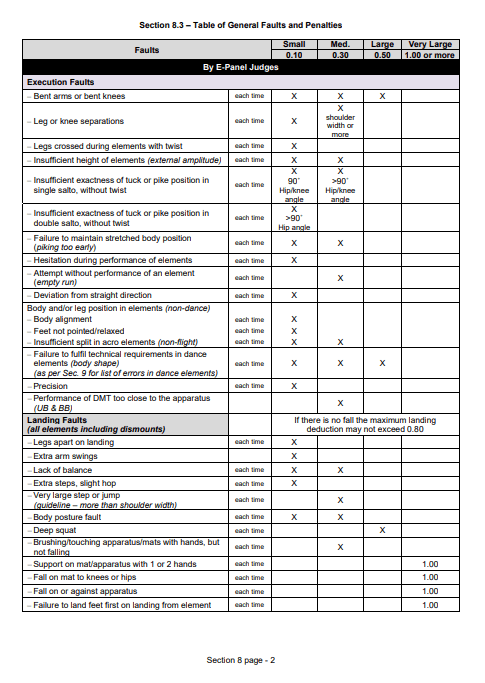 Section 8.3 – Table of General Faults and Penalties
Faults Small Med. Large Very Large
0.10 0.30 0.50 1.00 or more
By E-Panel Judges
Execution Faults
– Bent arms or bent knees each time X X X
– Leg or knee separations each time X X
shoulder
width or
more
– Legs crossed during elements with twist each time X
– Insufficient height of elements (external amplitude) each time X X
– Insufficient exactness of tuck or pike position in
single salto, without twist each time
X X
90˚ >90˚
Hip/knee Hip/knee
angle angle
– Insufficient exactness of tuck or pike position in
double salto, without twist each time
X
>90˚
Hip angle
– Failure to maintain stretched body position
(piking too early) each time X X
– Hesitation during performance of elements each time X
– Attempt without performance of an element
(empty run) each time X
– Deviation from straight direction each time X
Body and/or leg position in elements (non-dance)
– Body alignment each time X
– Feet not pointed/relaxed each time X
– Insufficient split in acro elements (non-flight) each time X X
– Failure to fulfil technical requirements in dance
elements (body shape) each time X X X
(as per Sec. 9 for list of errors in dance elements)
– Precision each time X
– Performance of DMT too close to the apparatus
(UB & BB) X
Landing Faults
(all elements including dismounts)
If there is no fall the maximum landing
deduction may not exceed 0.80
– Legs apart on landing each time X
– Extra arm swings X
– Lack of balance each time X X
– Extra steps, slight hop each time X
– Very large step or jump
(guideline – more than shoulder width) each time X
– Body posture fault each time X X
– Deep squat each time X
– Brushing/touching apparatus/mats with hands, but
not falling each time X
– Support on mat/apparatus with 1 or 2 hands each time 1.00
– Fall on mat to knees or hips each time 1.00
– Fall on or against apparatus each time 1.00
– Failure to land feet first on landing from element each time 1.00
Section 8 page - 2